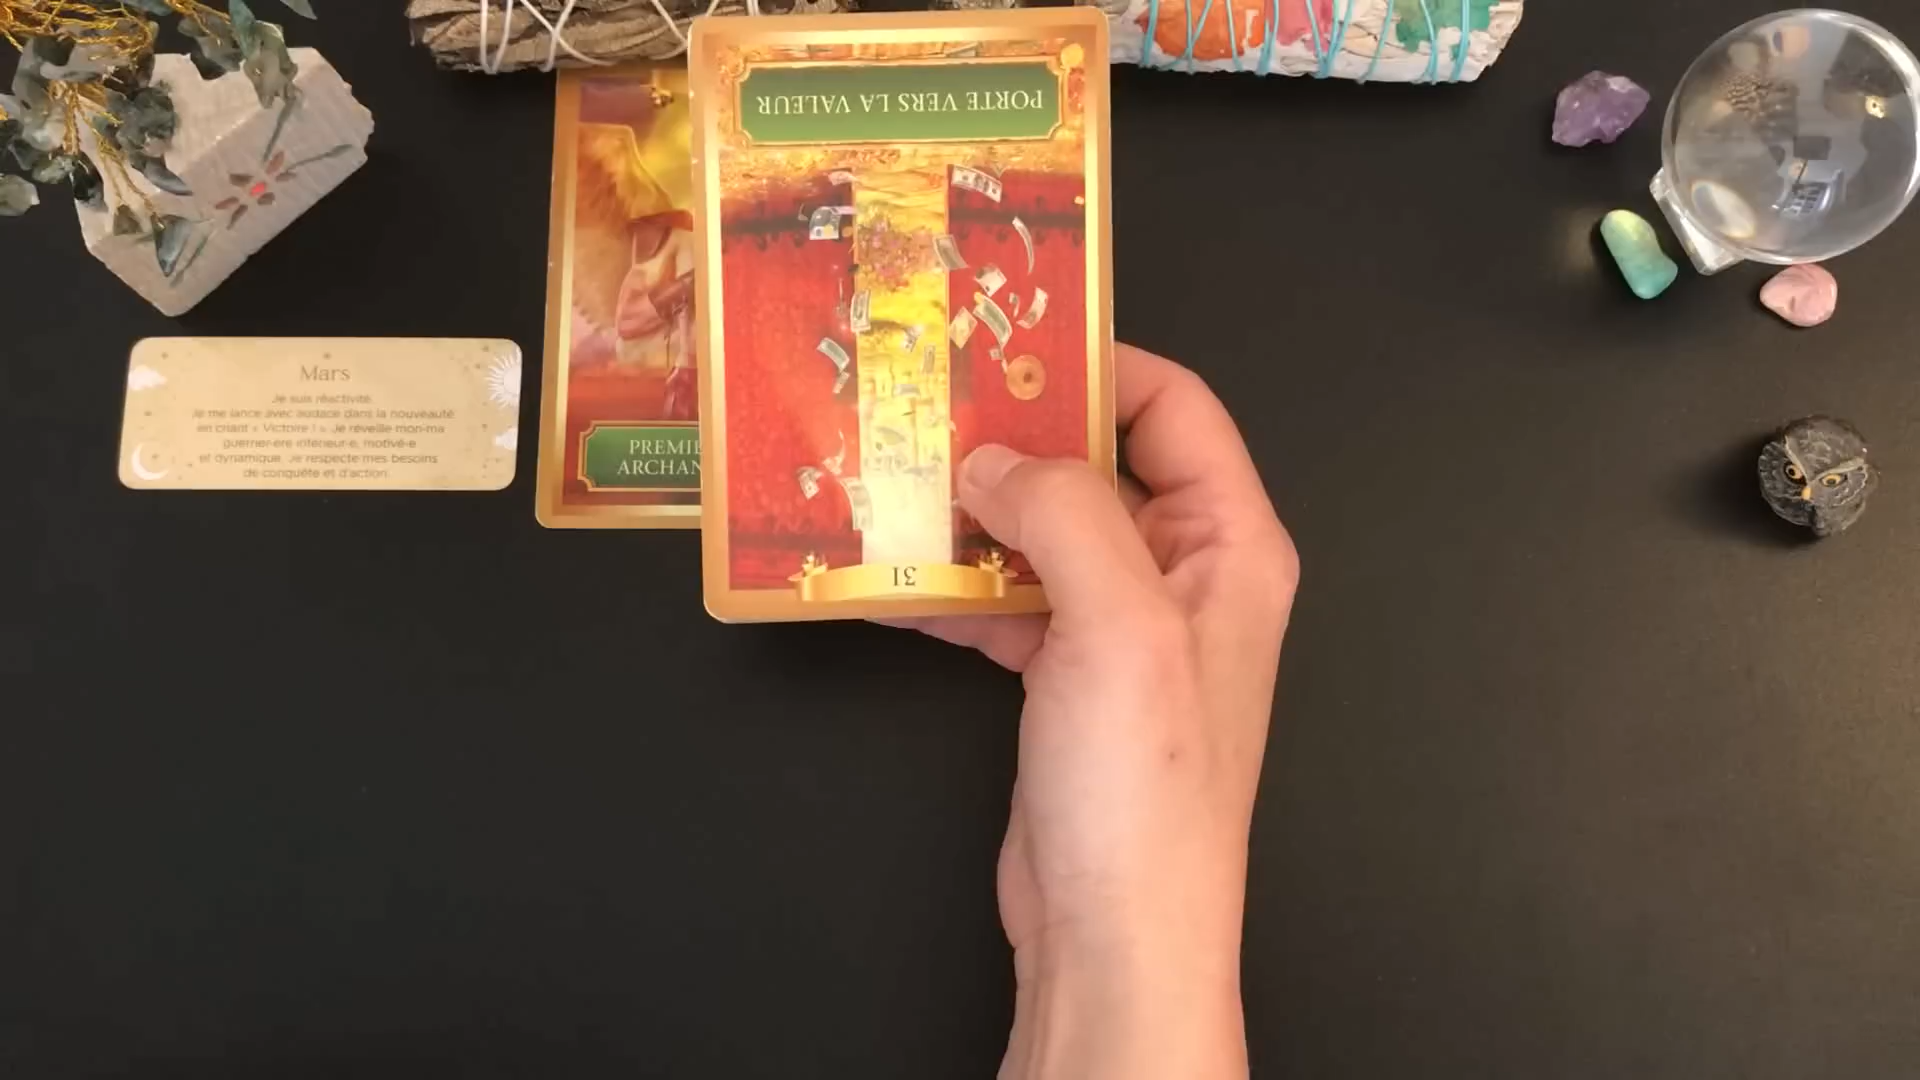 PORTE VERS LA VALEUR
31
Mars
Je suis réactivité.
Je me lance avec audace dans la nouveauté
en criant « Victoire ! ». Je réveille mon·ma
guerrier·ère intérieur·e, motivé·e
et dynamique. Je respecte mes besoins
de conquête et d'action.
PREMIE
ARCHAN